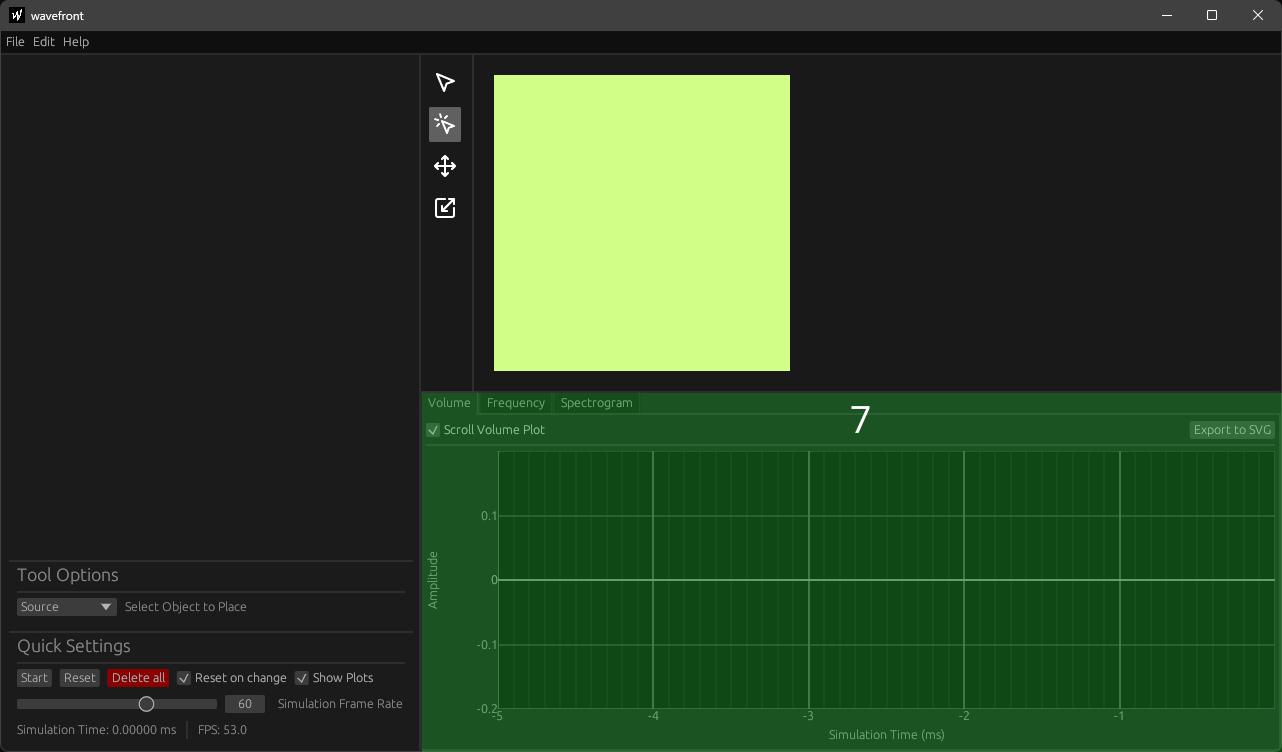 wavefront
File Edit Help
Volume Frequency Spectrogram
7
Scroll Volume Plot Export to SVG
0.1
0
-0.1
-0.2
Amplitude
-5 -4 -3 -2 -1
Simulation Time (ms)
Tool Options
Source Select Object to Place
Quick Settings
Start Reset Delete all Reset on change Show Plots
60 Simulation Frame Rate
Simulation Time: 0.00000 ms FPS: 53.0